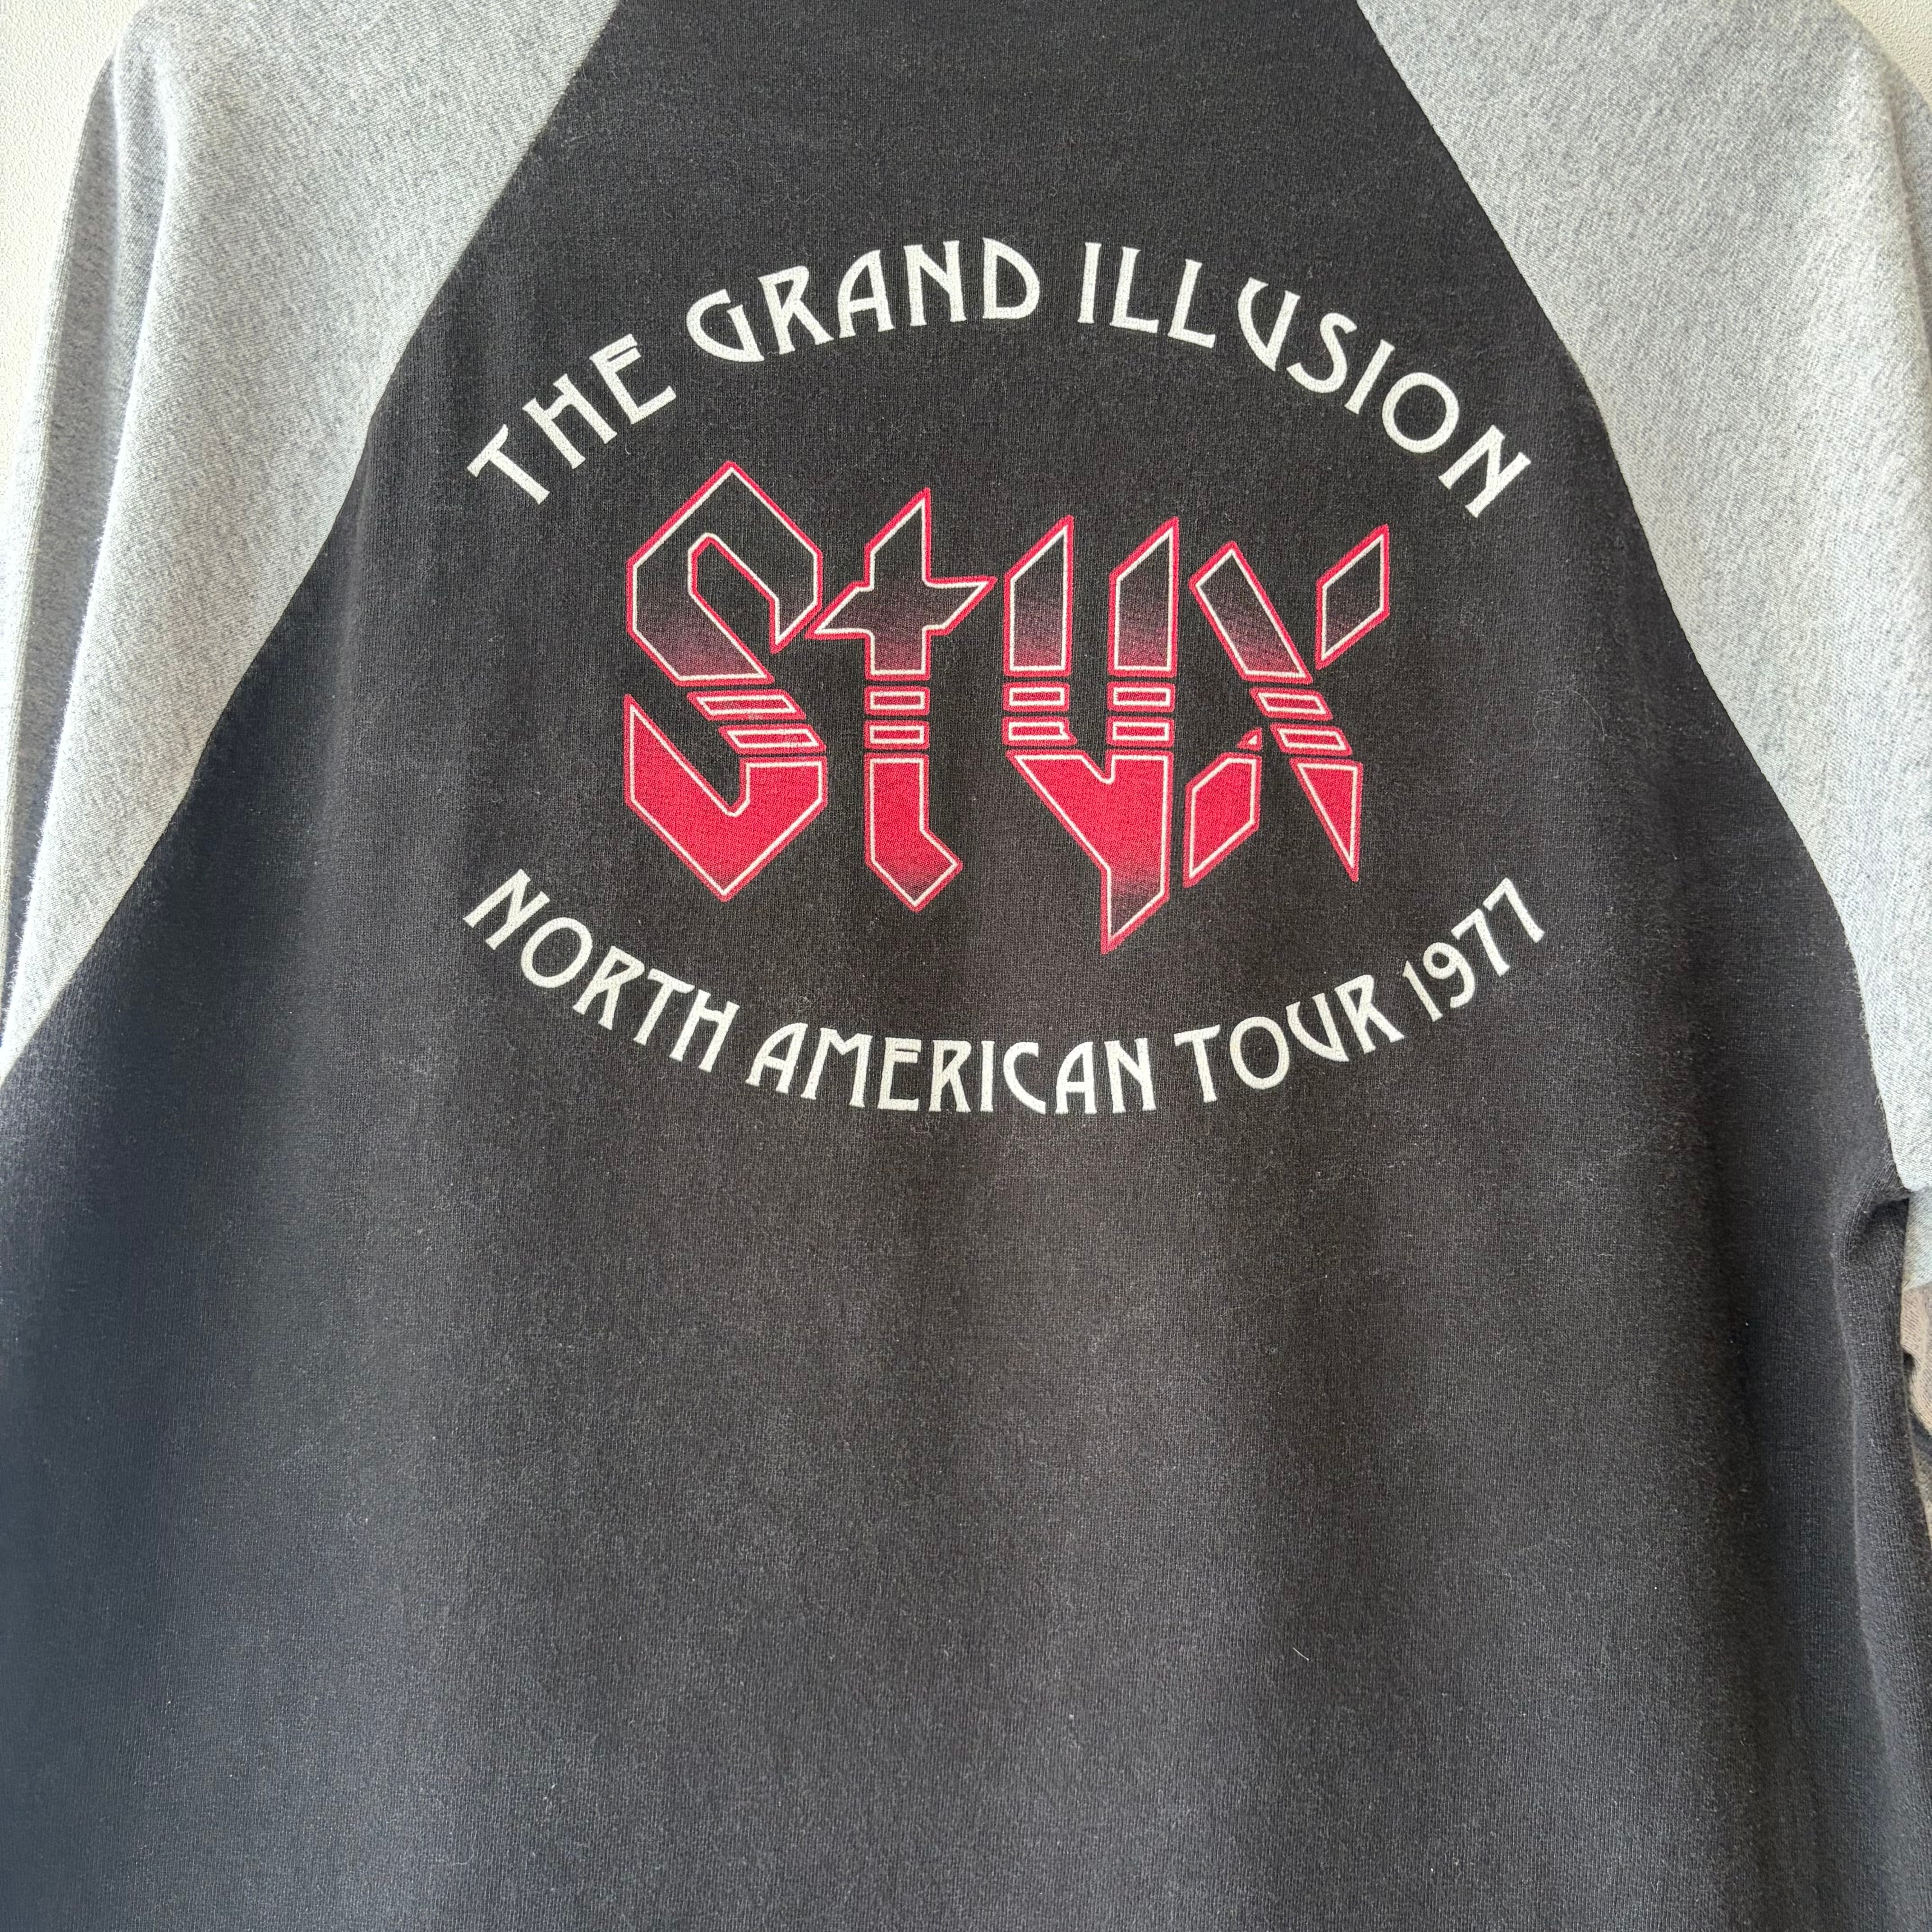 THE GRAND ILLUSION
STYX
NORTH AMERICAN TOUR 1977